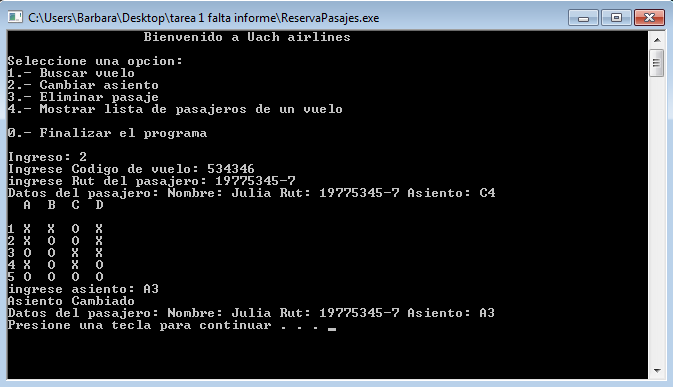 C:\Users\Barbara\Desktop\tarea 1 falta informe\ReservaPasajes.exe
Bienvenido a Uach airlines
Seleccione una opcion:
1.- Buscar vuelo
2.- Cambiar asiento
3.- Eliminar pasaje
4.- Mostrar lista de pasajeros de un vuelo
0.- Finalizar el programa
Ingreso: 2
Ingrese Codigo de vuelo: 534346
ingrese Rut del pasajero: 19775345-7
Datos del pasajero: Nombre: Julia Rut: 19775345-7 Asiento: C4
A B C D
1 X X O X
2 X O O X
3 O O X X
4 X O X O
5 O O O O
ingrese asiento: A3
Asiento Cambiado
Datos del pasajero: Nombre: Julia Rut: 19775345-7 Asiento: A3
Presione una tecla para continuar . . . _